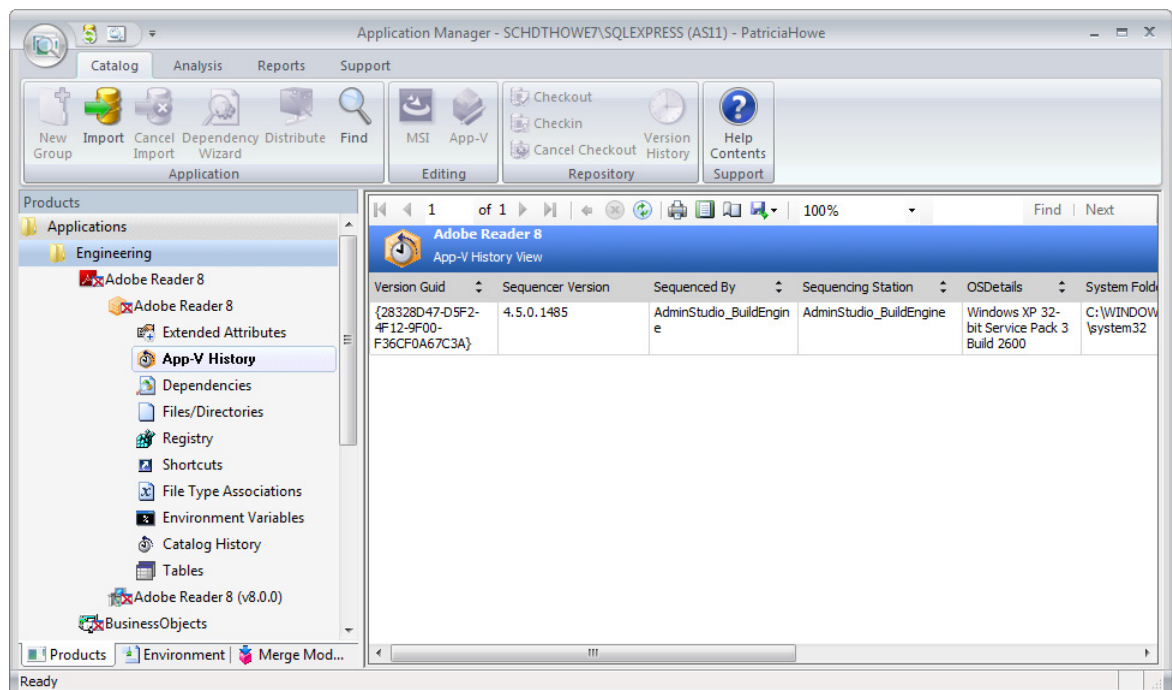 Application Manager - SCHDTHOWE7\SQLEXPRESS (AS11) - PatriciaHowe
Catalog Analysis Reports Support
New Group
Import
Cancel Import
Dependency Wizard
Distribute
Find
Application
MSI
App-V
Editing
Checkout
Checkin
Cancel Checkout
Version History
Repository
Help Contents
Support
Products
Applications
Engineering
Adobe Reader 8
Adobe Reader 8
Extended Attributes
App-V History
Dependencies
Files/Directories
Registry
Shortcuts
File Type Associations
Environment Variables
Catalog History
Tables
Adobe Reader 8 (v8.0.0)
BusinessObjects
Products Environment Merge Mod...
1 of 1 100% Find | Next
Adobe Reader 8
App-V History View
Version Guid Sequencer Version Sequenced By Sequencing Station OSDetails System Folde
{28328D47-D5F2-
4F12-9F00-
F36CF0A67C3A}
4.5.0.1485
AdminStudio_BuildEngin
e
AdminStudio_BuildEngine
Windows XP 32-
bit Service Pack 3
Build 2600
C:\WINDOW
\system32
Ready